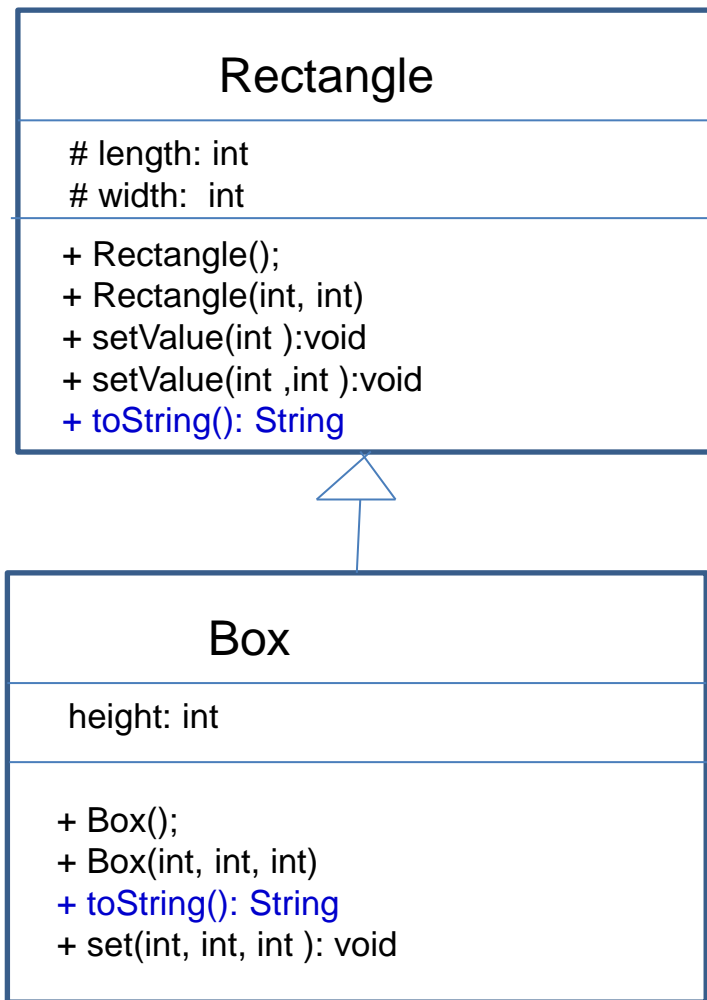 Rectangle
# length: int
# width:  int
+ Rectangle();
+ Rectangle(int, int)
+ setValue(int ):void
+ setValue(int ,int ):void
+ toString(): String
Box
height: int
+ Box();
+ Box(int, int, int)
+ toString(): String
+ set(int, int, int ): void